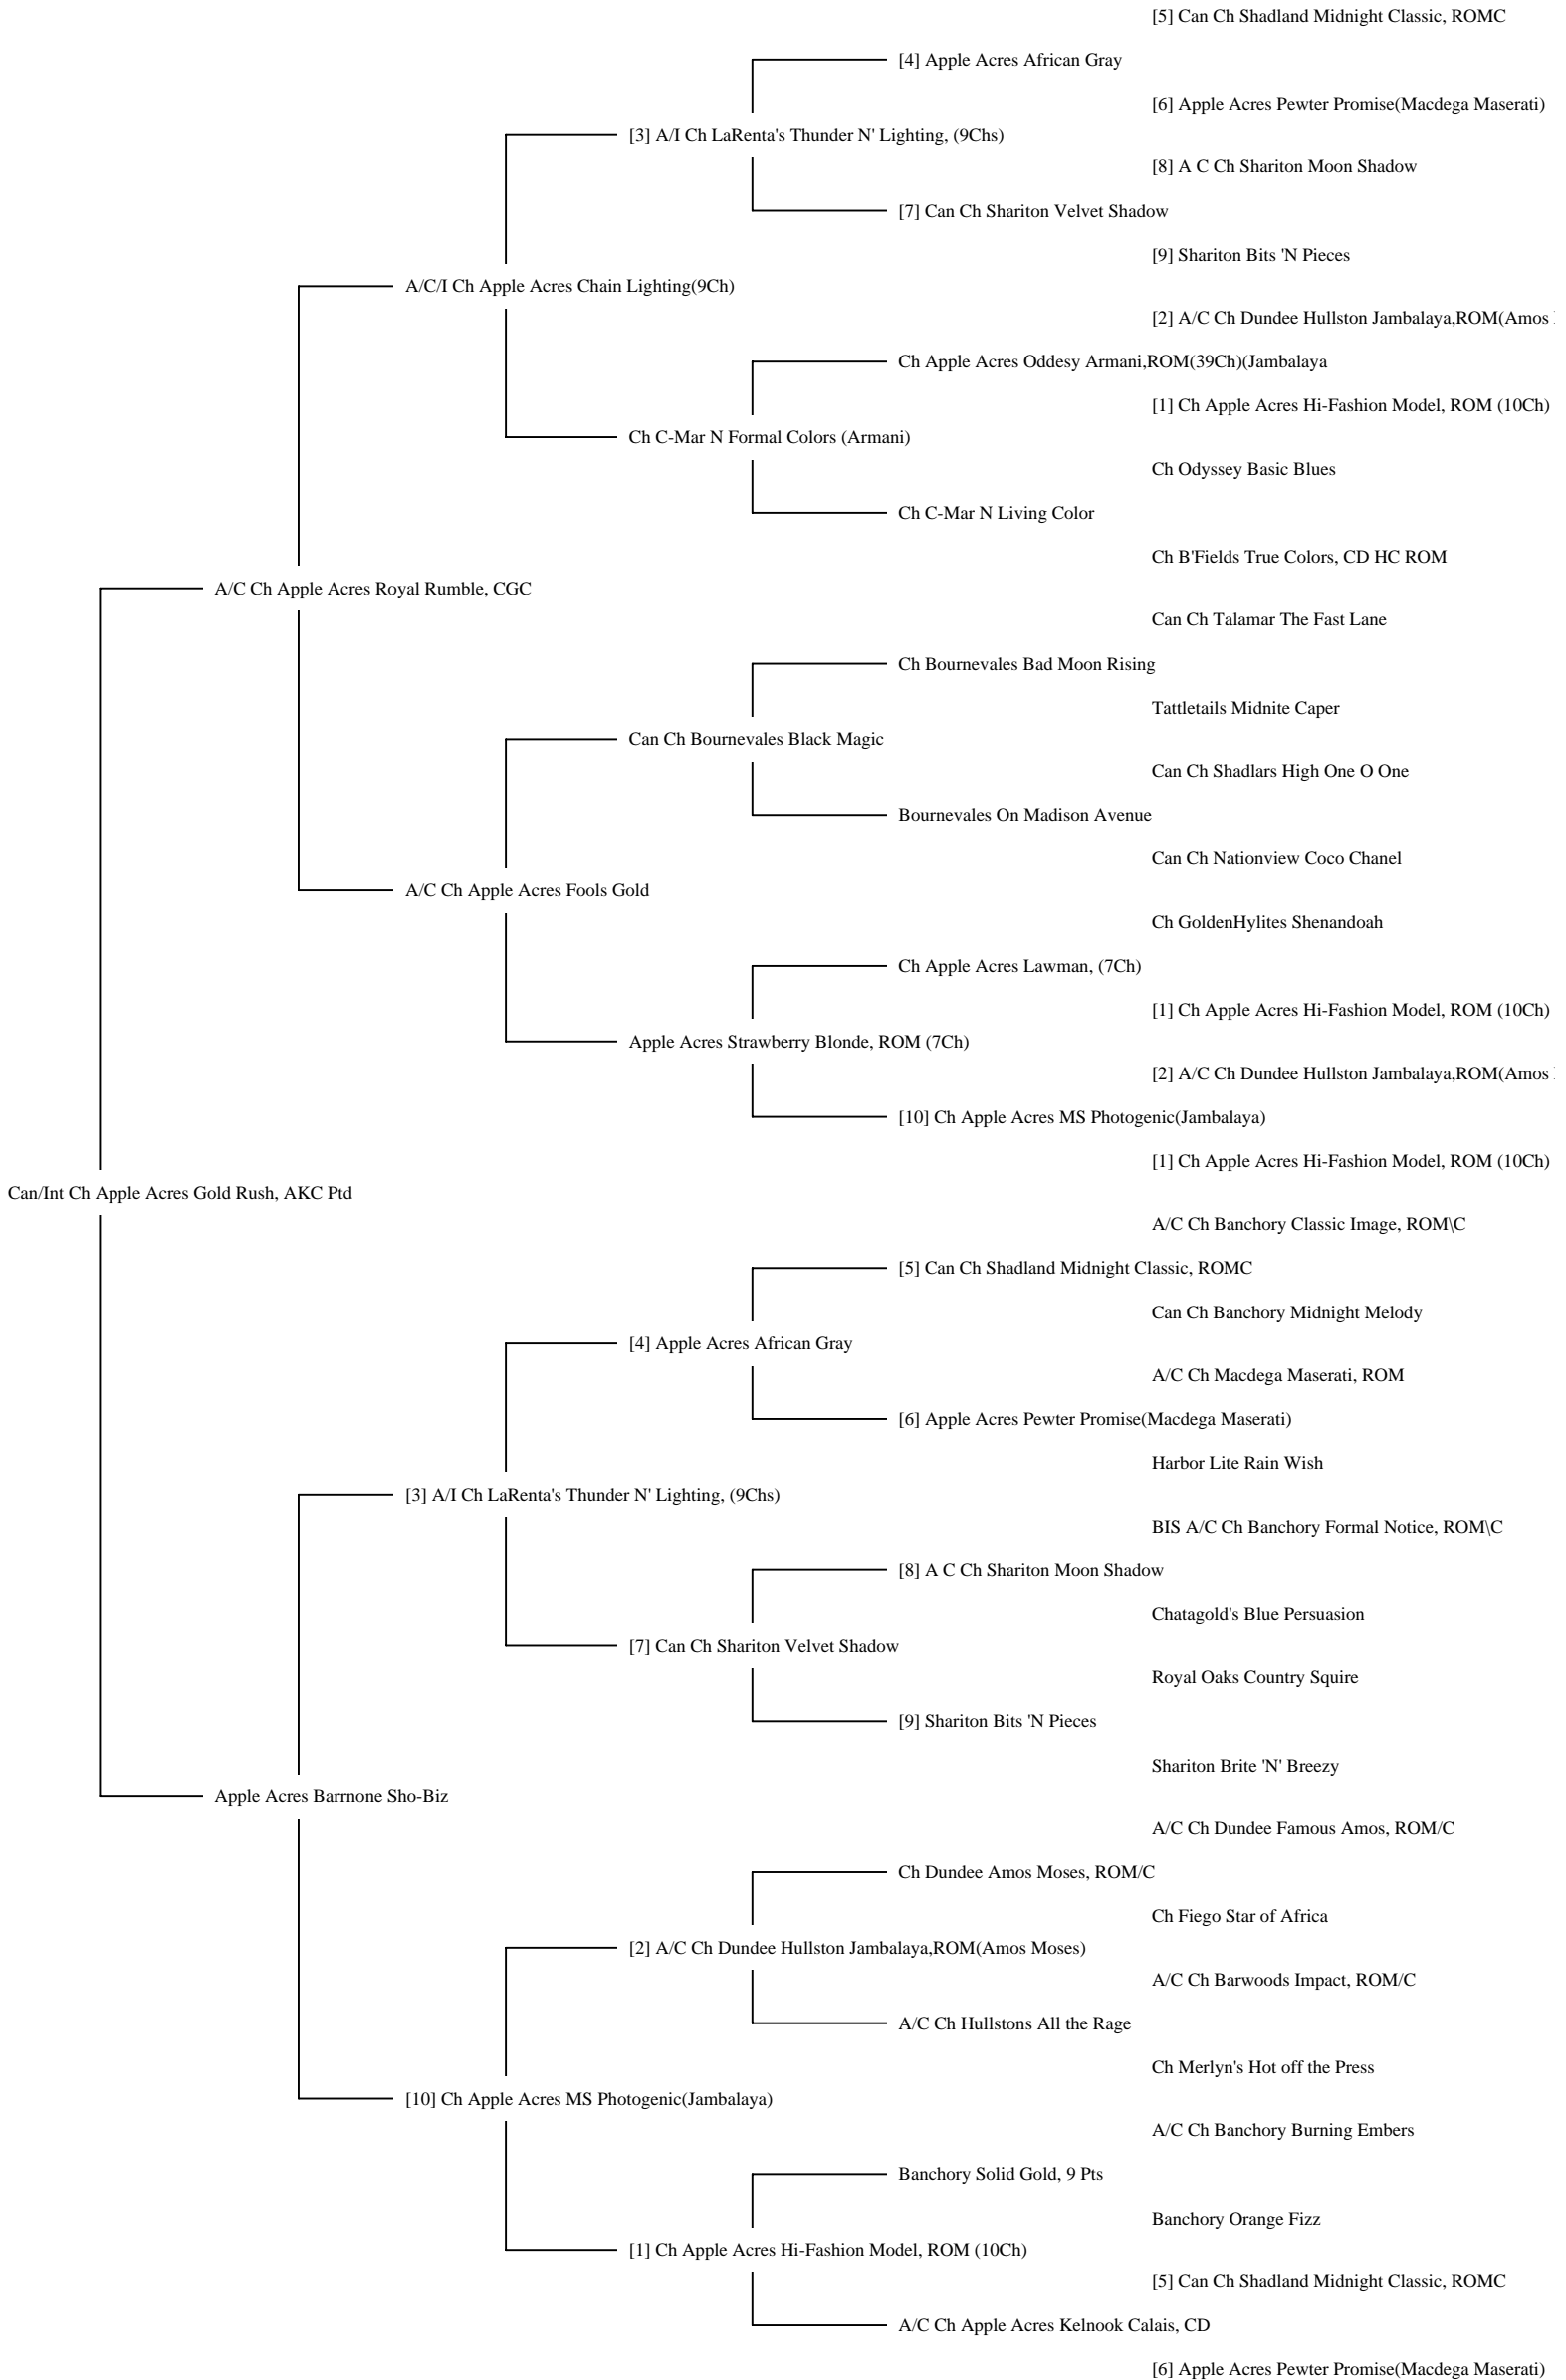 [5] Can Ch Shadland Midnight Classic, ROMC
[4] Apple Acres African Gray
[6] Apple Acres Pewter Promise(Macdega Maserati)
[3] A/I Ch LaRenta's Thunder N' Lighting, (9Chs)
[8] A C Ch Shariton Moon Shadow
[7] Can Ch Shariton Velvet Shadow
[9] Shariton Bits 'N Pieces
A/C/I Ch Apple Acres Chain Lighting(9Ch)
[2] A/C Ch Dundee Hullston Jambalaya,ROM(Amos
Ch Apple Acres Oddesy Armani,ROM(39Ch)(Jambalaya
[1] Ch Apple Acres Hi-Fashion Model, ROM (10Ch)
Ch C-Mar N Formal Colors (Armani)
Ch Odyssey Basic Blues
Ch C-Mar N Living Color
Ch B'Fields True Colors, CD HC ROM
A/C Ch Apple Acres Royal Rumble, CGC
Can Ch Talamar The Fast Lane
Ch Bournevales Bad Moon Rising
Tattletails Midnite Caper
Can Ch Bournevales Black Magic
Can Ch Shadlars High One O One
Bournevales On Madison Avenue
Can Ch Nationview Coco Chanel
A/C Ch Apple Acres Fools Gold
Ch GoldenHylites Shenandoah
Ch Apple Acres Lawman, (7Ch)
[1] Ch Apple Acres Hi-Fashion Model, ROM (10Ch)
Apple Acres Strawberry Blonde, ROM (7Ch)
[2] A/C Ch Dundee Hullston Jambalaya,ROM(Amos
[10] Ch Apple Acres MS Photogenic(Jambalaya)
[1] Ch Apple Acres Hi-Fashion Model, ROM (10Ch)
Can/Int Ch Apple Acres Gold Rush, AKC Ptd
A/C Ch Banchory Classic Image, ROM\C
[5] Can Ch Shadland Midnight Classic, ROMC
Can Ch Banchory Midnight Melody
[4] Apple Acres African Gray
A/C Ch Macdega Maserati, ROM
[6] Apple Acres Pewter Promise(Macdega Maserati)
Harbor Lite Rain Wish
[3] A/I Ch LaRenta's Thunder N' Lighting, (9Chs)
BIS A/C Ch Banchory Formal Notice, ROM\C
[8] A C Ch Shariton Moon Shadow
Chatagold's Blue Persuasion
[7] Can Ch Shariton Velvet Shadow
Royal Oaks Country Squire
[9] Shariton Bits 'N Pieces
Shariton Brite 'N' Breezy
Apple Acres Barrnone Sho-Biz
A/C Ch Dundee Famous Amos, ROM/C
Ch Dundee Amos Moses, ROM/C
Ch Fiego Star of Africa
[2] A/C Ch Dundee Hullston Jambalaya,ROM(Amos Moses)
A/C Ch Barwoods Impact, ROM/C
A/C Ch Hullstons All the Rage
Ch Merlyn's Hot off the Press
[10] Ch Apple Acres MS Photogenic(Jambalaya)
A/C Ch Banchory Burning Embers
Banchory Solid Gold, 9 Pts
Banchory Orange Fizz
[1] Ch Apple Acres Hi-Fashion Model, ROM (10Ch)
[5] Can Ch Shadland Midnight Classic, ROMC
A/C Ch Apple Acres Kelnook Calais, CD
[6] Apple Acres Pewter Promise(Macdega Maserati)